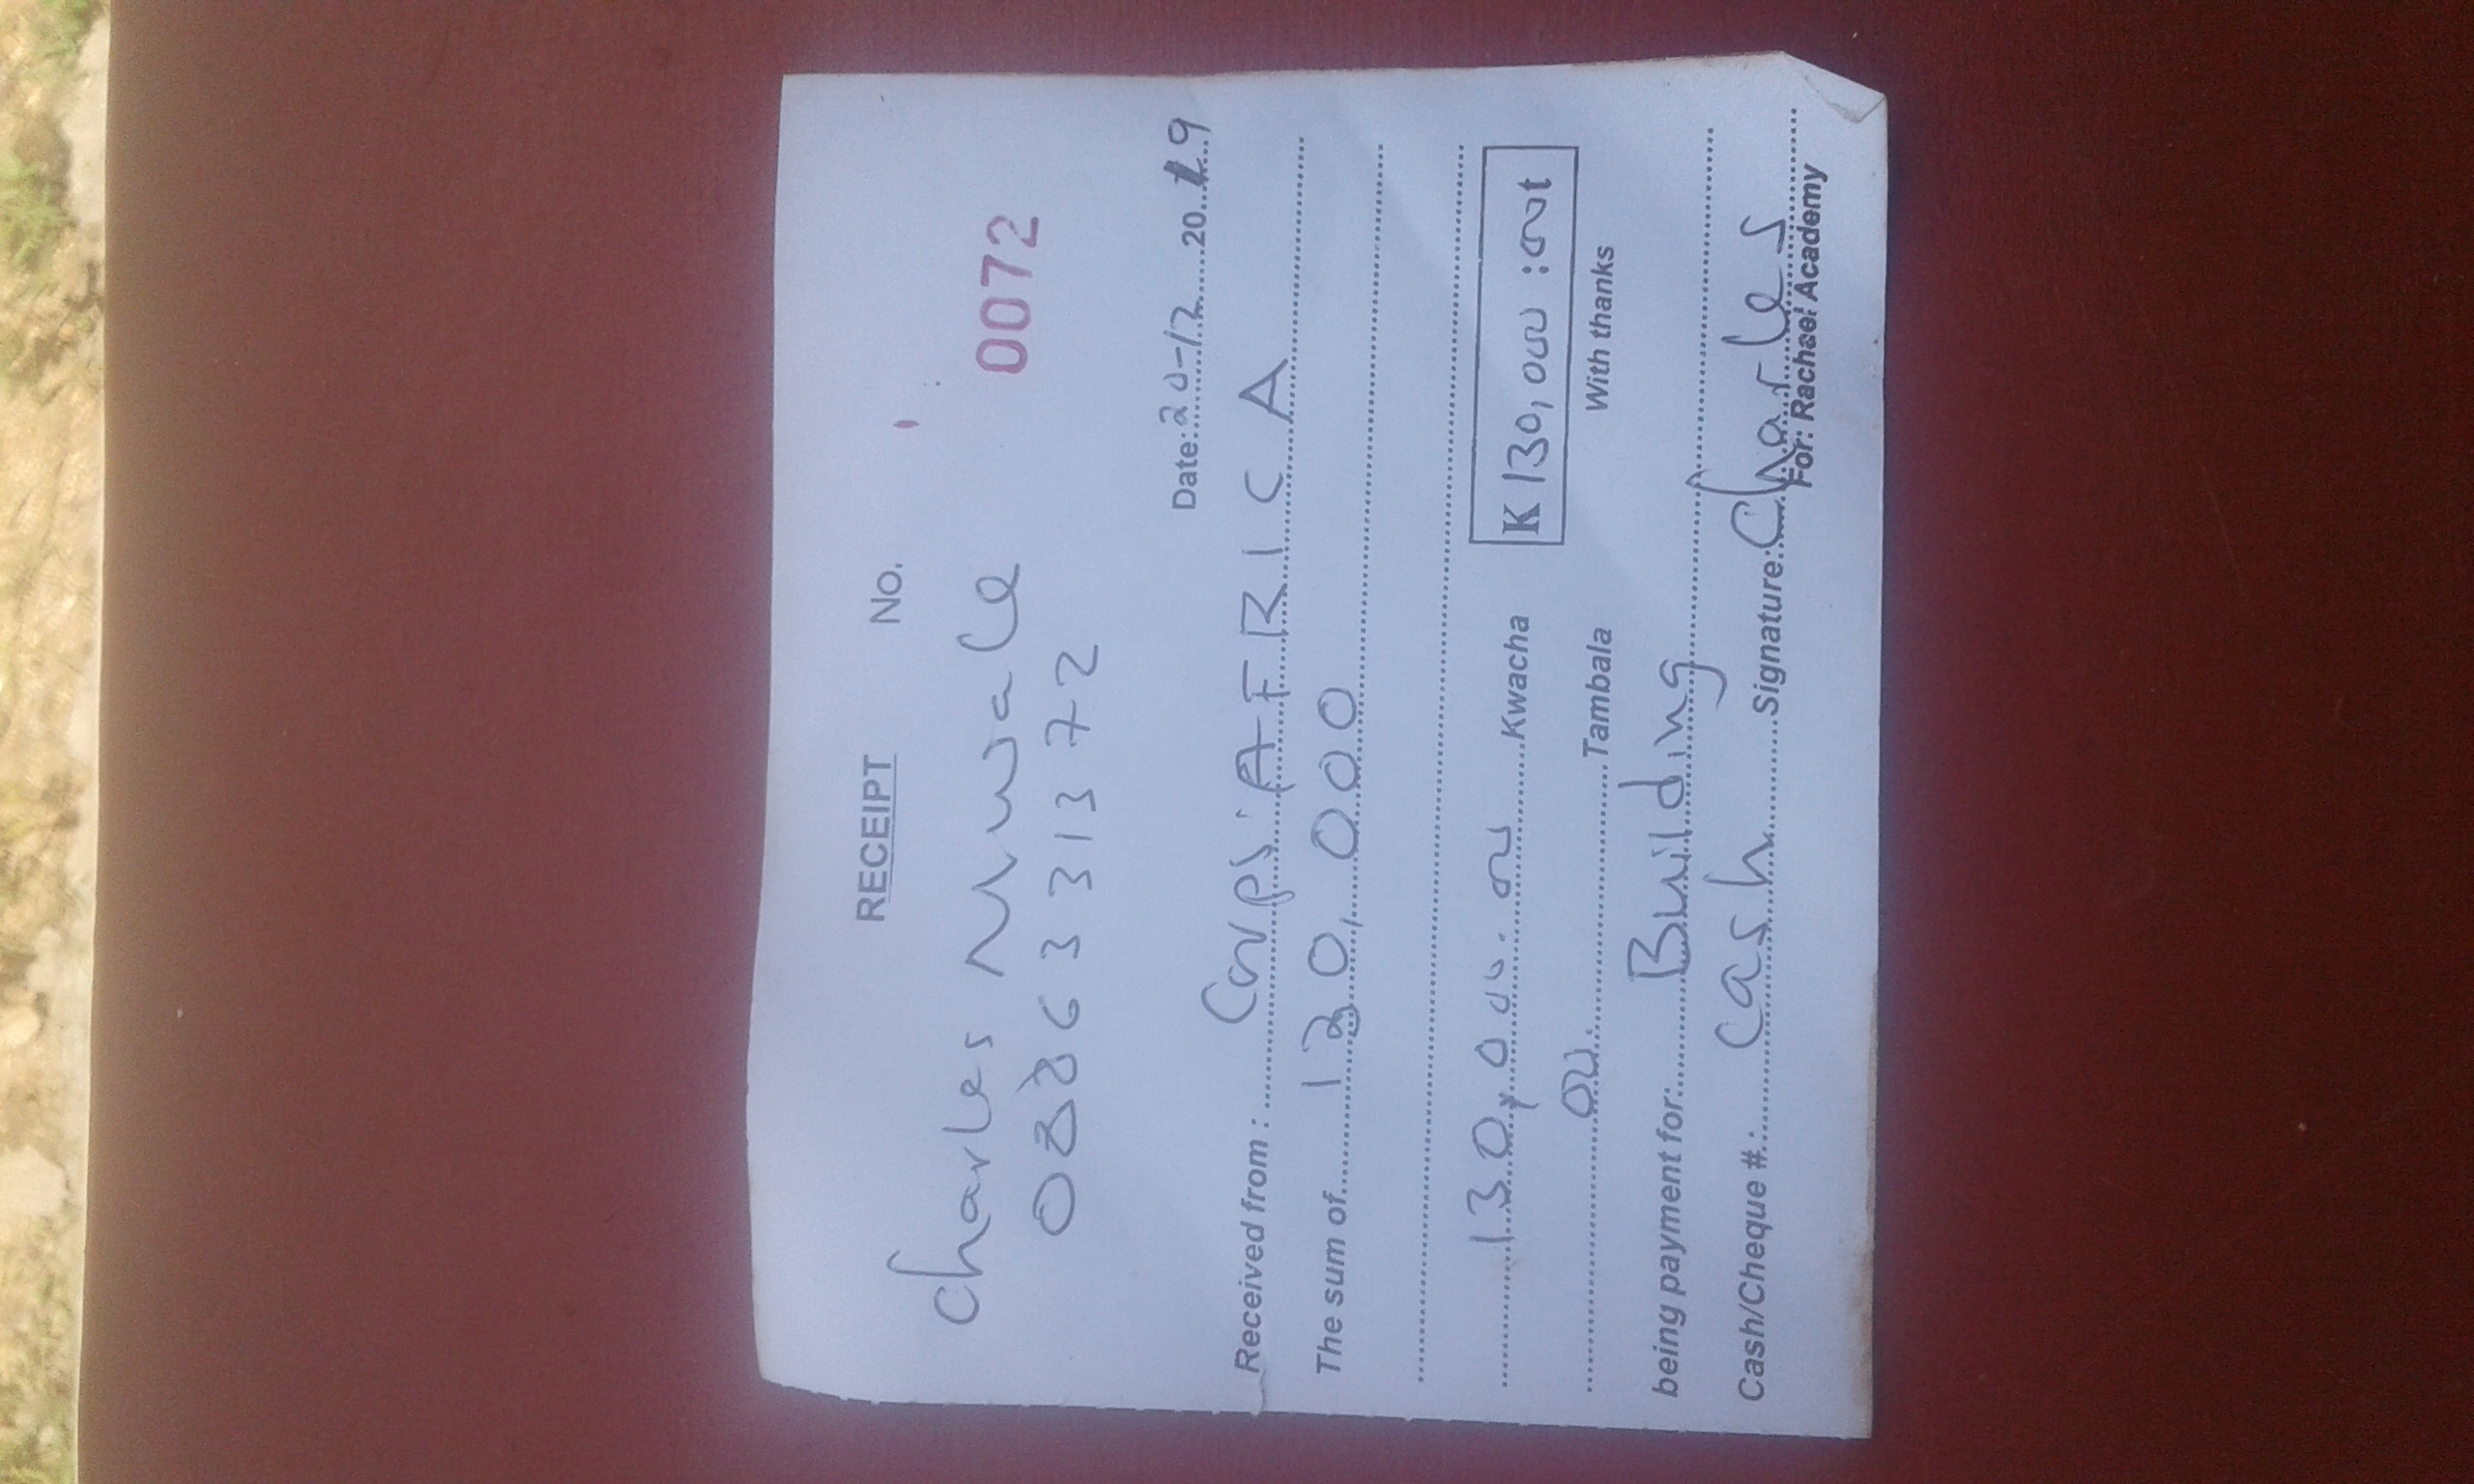 RECEIPT No.
Charles Mwale 0072
0886331372
Date: 20-12 2019
Received from : Corps AFRICA
The sum of 130,000
130,000.00 Kwacha K 130,000 : 00 t
00 Tambala With thanks
being payment for: Building
Cash/Cheque #: Cash Signature: Charles
For: Rachael Academy